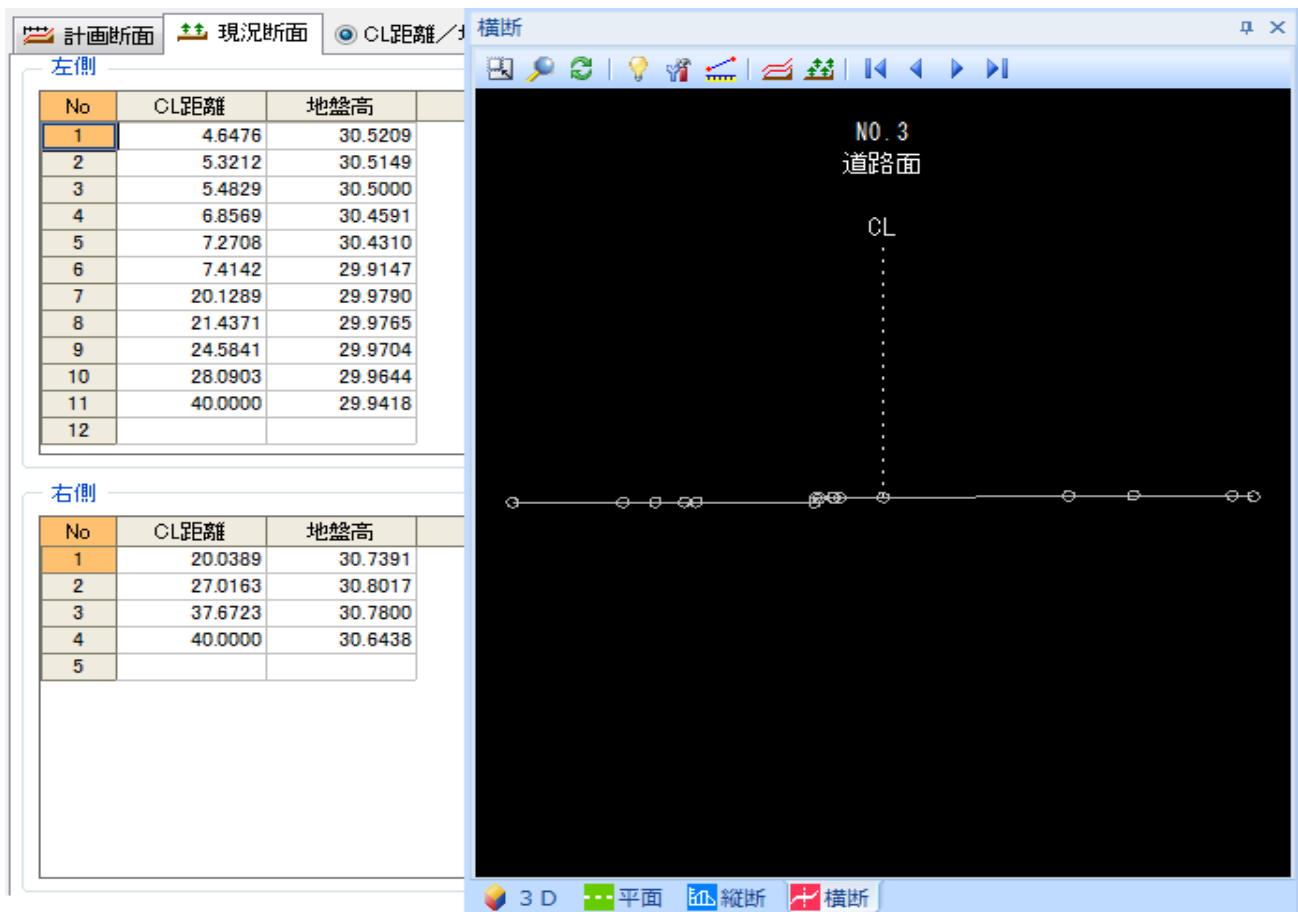 計画断面 現況断面 CL距離／
左側
No CL距離 地盤高
1 4.6476 30.5209
2 5.3212 30.5149
3 5.4829 30.5000
4 6.8569 30.4591
5 7.2708 30.4310
6 7.4142 29.9147
7 20.1289 29.9790
8 21.4371 29.9765
9 24.5841 29.9704
10 28.0903 29.9644
11 40.0000 29.9418
12
右側
No CL距離 地盤高
1 20.0389 30.7391
2 27.0163 30.8017
3 37.6723 30.7800
4 40.0000 30.6438
5
横断
NO.3
道路面
CL
３Ｄ 平面 縦断 横断